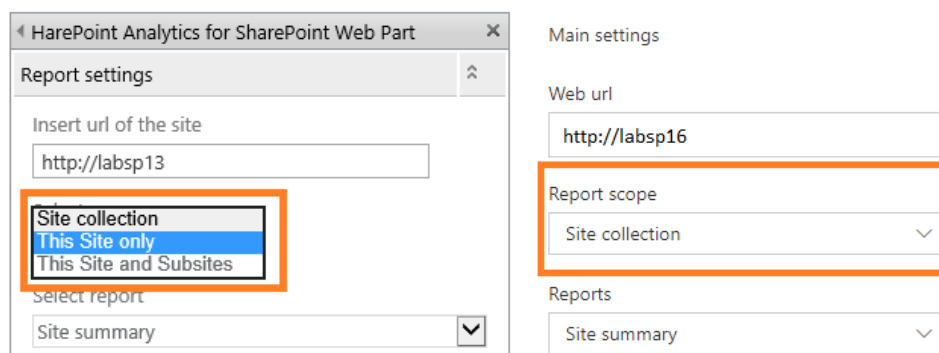 HarePoint Analytics for SharePoint Web Part
Report settings
Insert url of the site
http://labsp13
Site collection
This Site only
This Site and Subsites
Select report
Site summary
Main settings
Web url
http://labsp16
Report scope
Site collection
Reports
Site summary